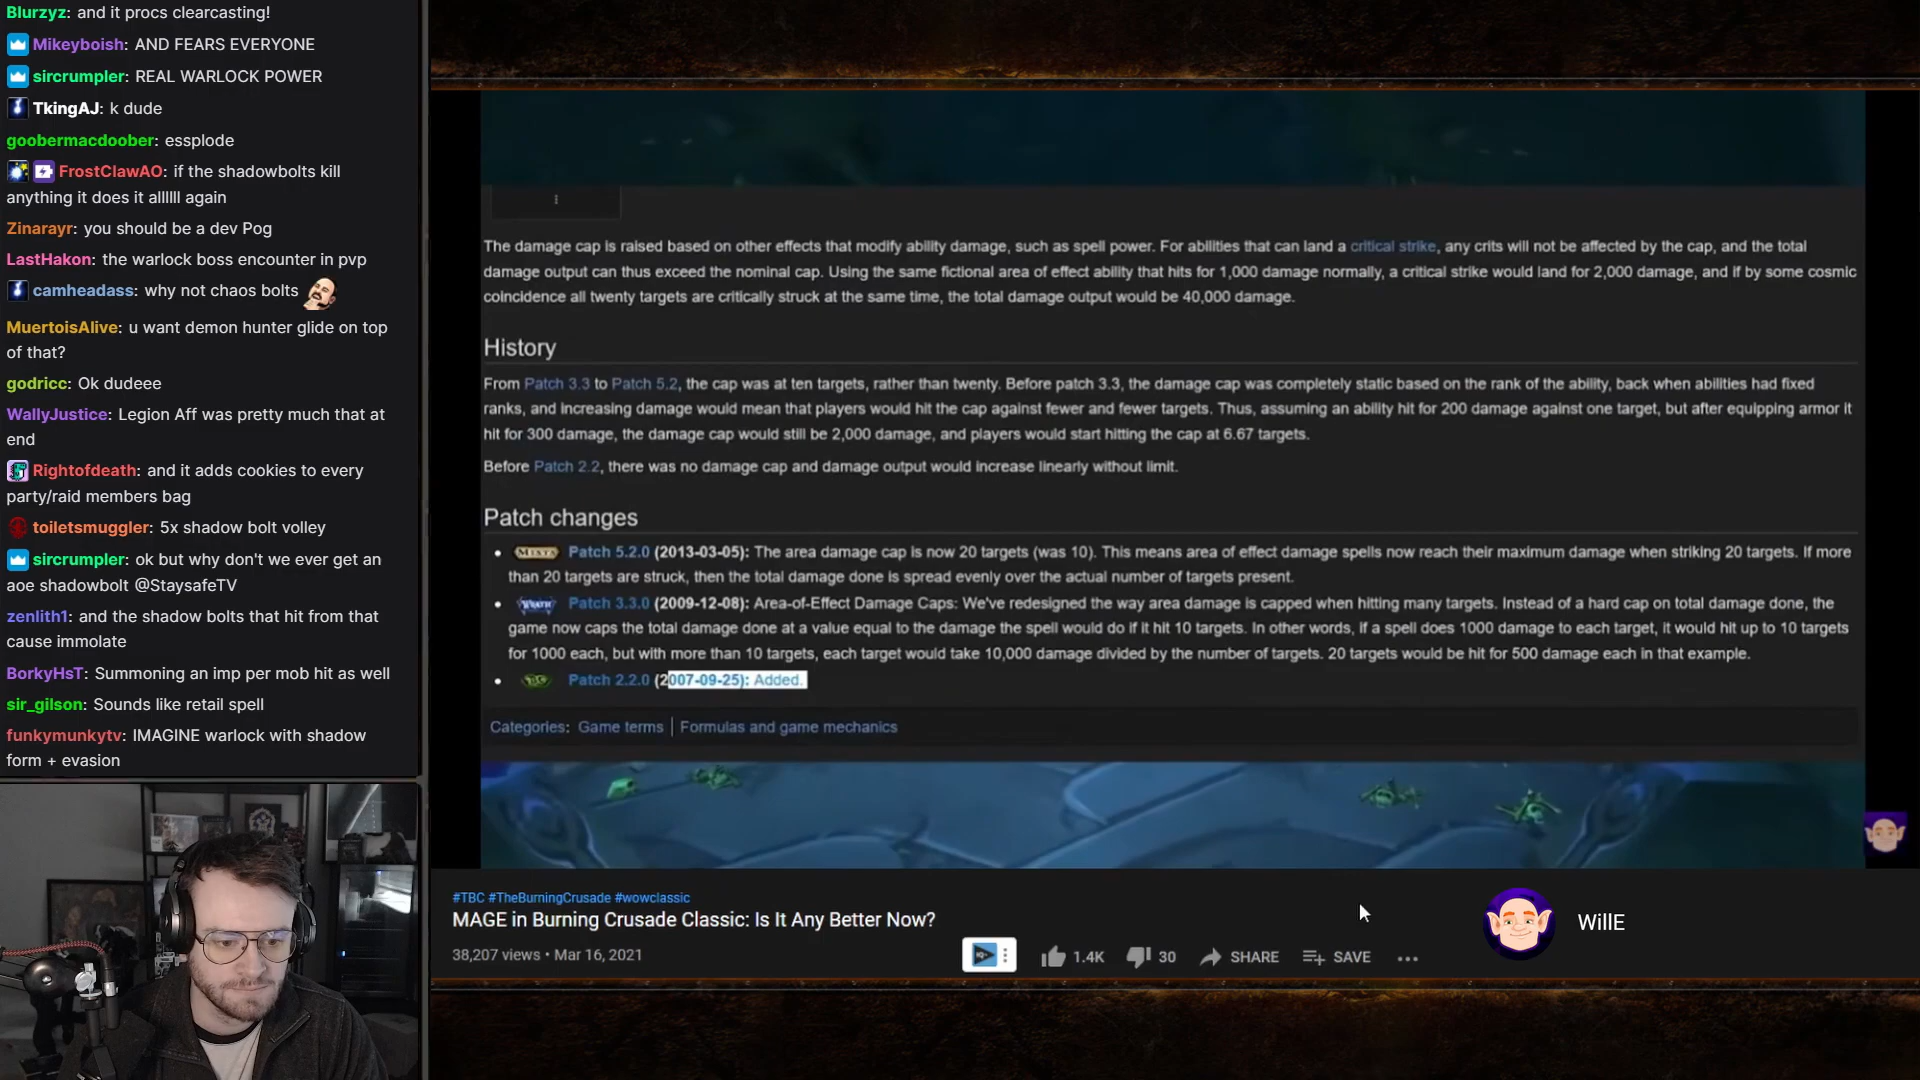 Blurzyz: and it procs clearcasting!
Mikeyboish: AND FEARS EVERYONE
sircrumpler: REAL WARLOCK POWER
TkingAJ: k dude
goobermacdoober: essplode
FrostClawAO: if the shadowbolts kill
anything it does it allllll again
Zinarayr: you should be a dev Pog
LastHakon: the warlock boss encounter in pvp
camheadass: why not chaos bolts
MuertoisAlive: u want demon hunter glide on top
of that?
godricc: Ok dudeee
WallyJustice: Legion Aff was pretty much that at
end
Rightofdeath: and it adds cookies to every
party/raid members bag
toiletsmuggler: 5x shadow bolt volley
sircrumpler: ok but why don't we ever get an
aoe shadowbolt @StaysafeTV
zenlith1: and the shadow bolts that hit from that
cause immolate
BorkyHsT: Summoning an imp per mob hit as well
sir_gilson: Sounds like retail spell
funkymunkytv: IMAGINE warlock with shadow
form + evasion
The damage cap is raised based on other effects that modify ability damage, such as spell power. For abilities that can land a critical strike, any crits will not be affected by the cap, and the total
damage output can thus exceed the nominal cap. Using the same fictional area of effect ability that hits for 1,000 damage normally, a critical strike would land for 2,000 damage, and if by some cosmic
coincidence all twenty targets are critically struck at the same time, the total damage output would be 40,000 damage.
History
From Patch 3.3 to Patch 5.2, the cap was at ten targets, rather than twenty. Before patch 3.3, the damage cap was completely static based on the rank of the ability, back when abilities had fixed
ranks, and increasing damage would mean that players would hit the cap against fewer and fewer targets. Thus, assuming an ability hit for 200 damage against one target, but after equipping armor it
hit for 300 damage, the damage cap would still be 2,000 damage, and players would start hitting the cap at 6.67 targets.
Before Patch 2.2, there was no damage cap and damage output would increase linearly without limit.
Patch changes
• Patch 5.2.0 (2013-03-05): The area damage cap is now 20 targets (was 10). This means area of effect damage spells now reach their maximum damage when striking 20 targets. If more
than 20 targets are struck, then the total damage done is spread evenly over the actual number of targets present.
• Patch 3.3.0 (2009-12-08): Area-of-Effect Damage Caps: We've redesigned the way area damage is capped when hitting many targets. Instead of a hard cap on total damage done, the
game now caps the total damage done at a value equal to the damage the spell would do if it hit 10 targets. In other words, if a spell does 1000 damage to each target, it would hit up to 10 targets
for 1000 each, but with more than 10 targets, each target would take 10,000 damage divided by the number of targets. 20 targets would be hit for 500 damage each in that example.
• Patch 2.2.0 (2007-09-25): Added.
Categories: Game terms | Formulas and game mechanics
#TBC #TheBurningCrusade #wowclassic
MAGE in Burning Crusade Classic: Is It Any Better Now?
38,207 views • Mar 16, 2021
1.4K
30
SHARE
SAVE
WillE